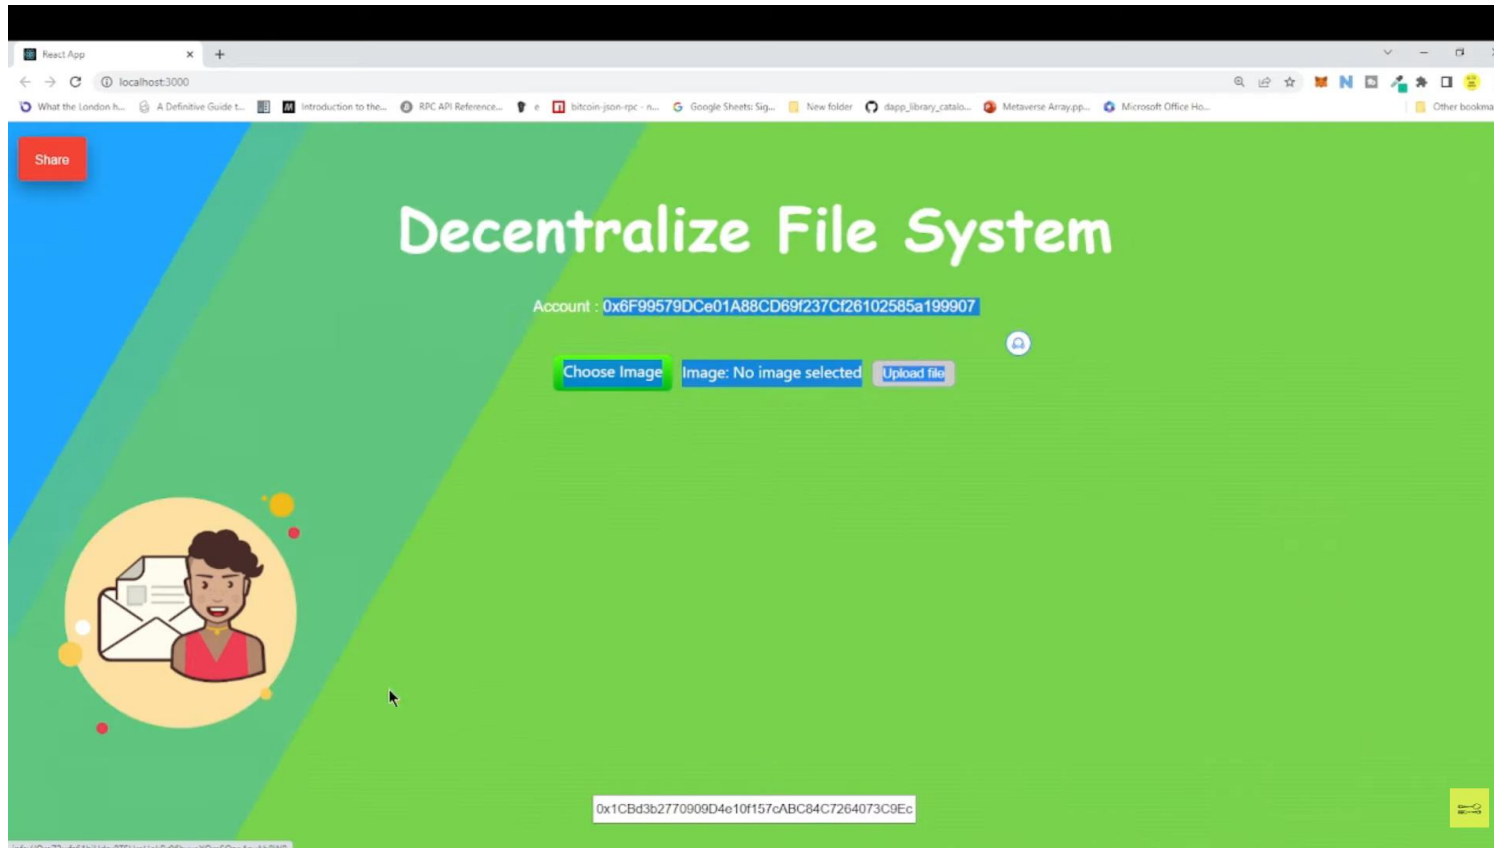 React App
localhost:3000
What the London h... A Definitive Guide t... Introduction to the... RPC API Reference... e bitcoin-json-rpc - n... Google Sheets: Sig... New folder dapp_library_catalo... Metaverse Array.pp... Microsoft Office Ho... Other bookma
Share
Decentralize File System
Account : 0x6F99579DCe01A88CD69f237Cf26102585a199907
Choose Image Image: No image selected Upload file
0x1CBd3b2770909D4e10f157cABC84C7264073C9Ec